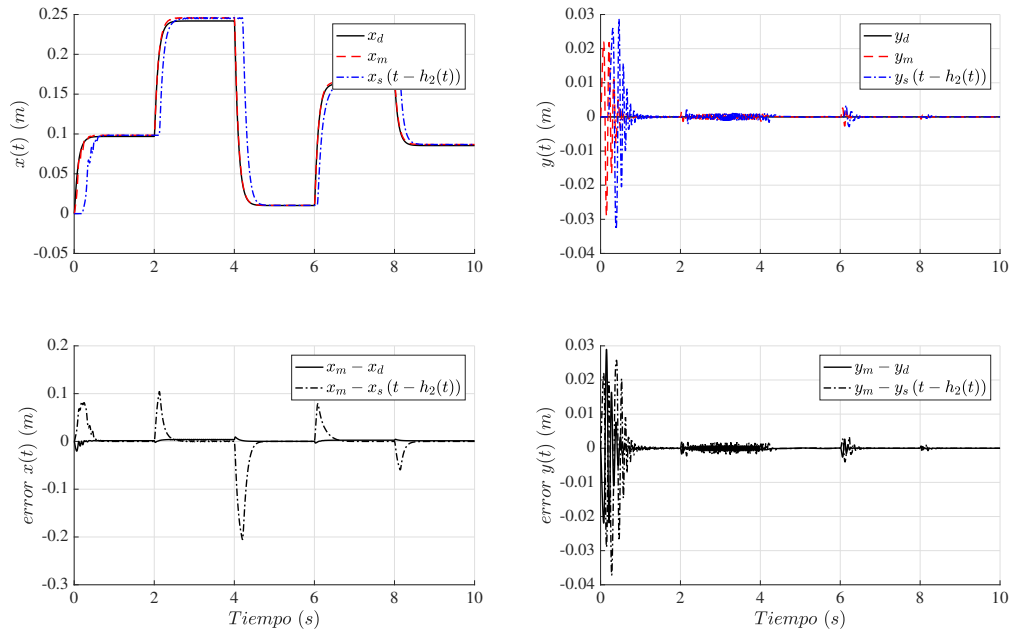 0.25
0.2
0.15
0.1
0.05
0
-0.05
x(t) (m)
0 2 4 6 8 10
x_d
x_m
x_s (t − h_2(t))
0.04
0.03
0.02
0.01
0
-0.01
-0.02
-0.03
-0.04
y(t) (m)
0 2 4 6 8 10
y_d
y_m
y_s (t − h_2(t))
0.2
0.1
0
-0.1
-0.2
-0.3
error x(t) (m)
0 2 4 6 8 10
Tiempo (s)
x_m − x_d
x_m − x_s (t − h_2(t))
0.03
0.02
0.01
0
-0.01
-0.02
-0.03
-0.04
error y(t) (m)
0 2 4 6 8 10
Tiempo (s)
y_m − y_d
y_m − y_s (t − h_2(t))